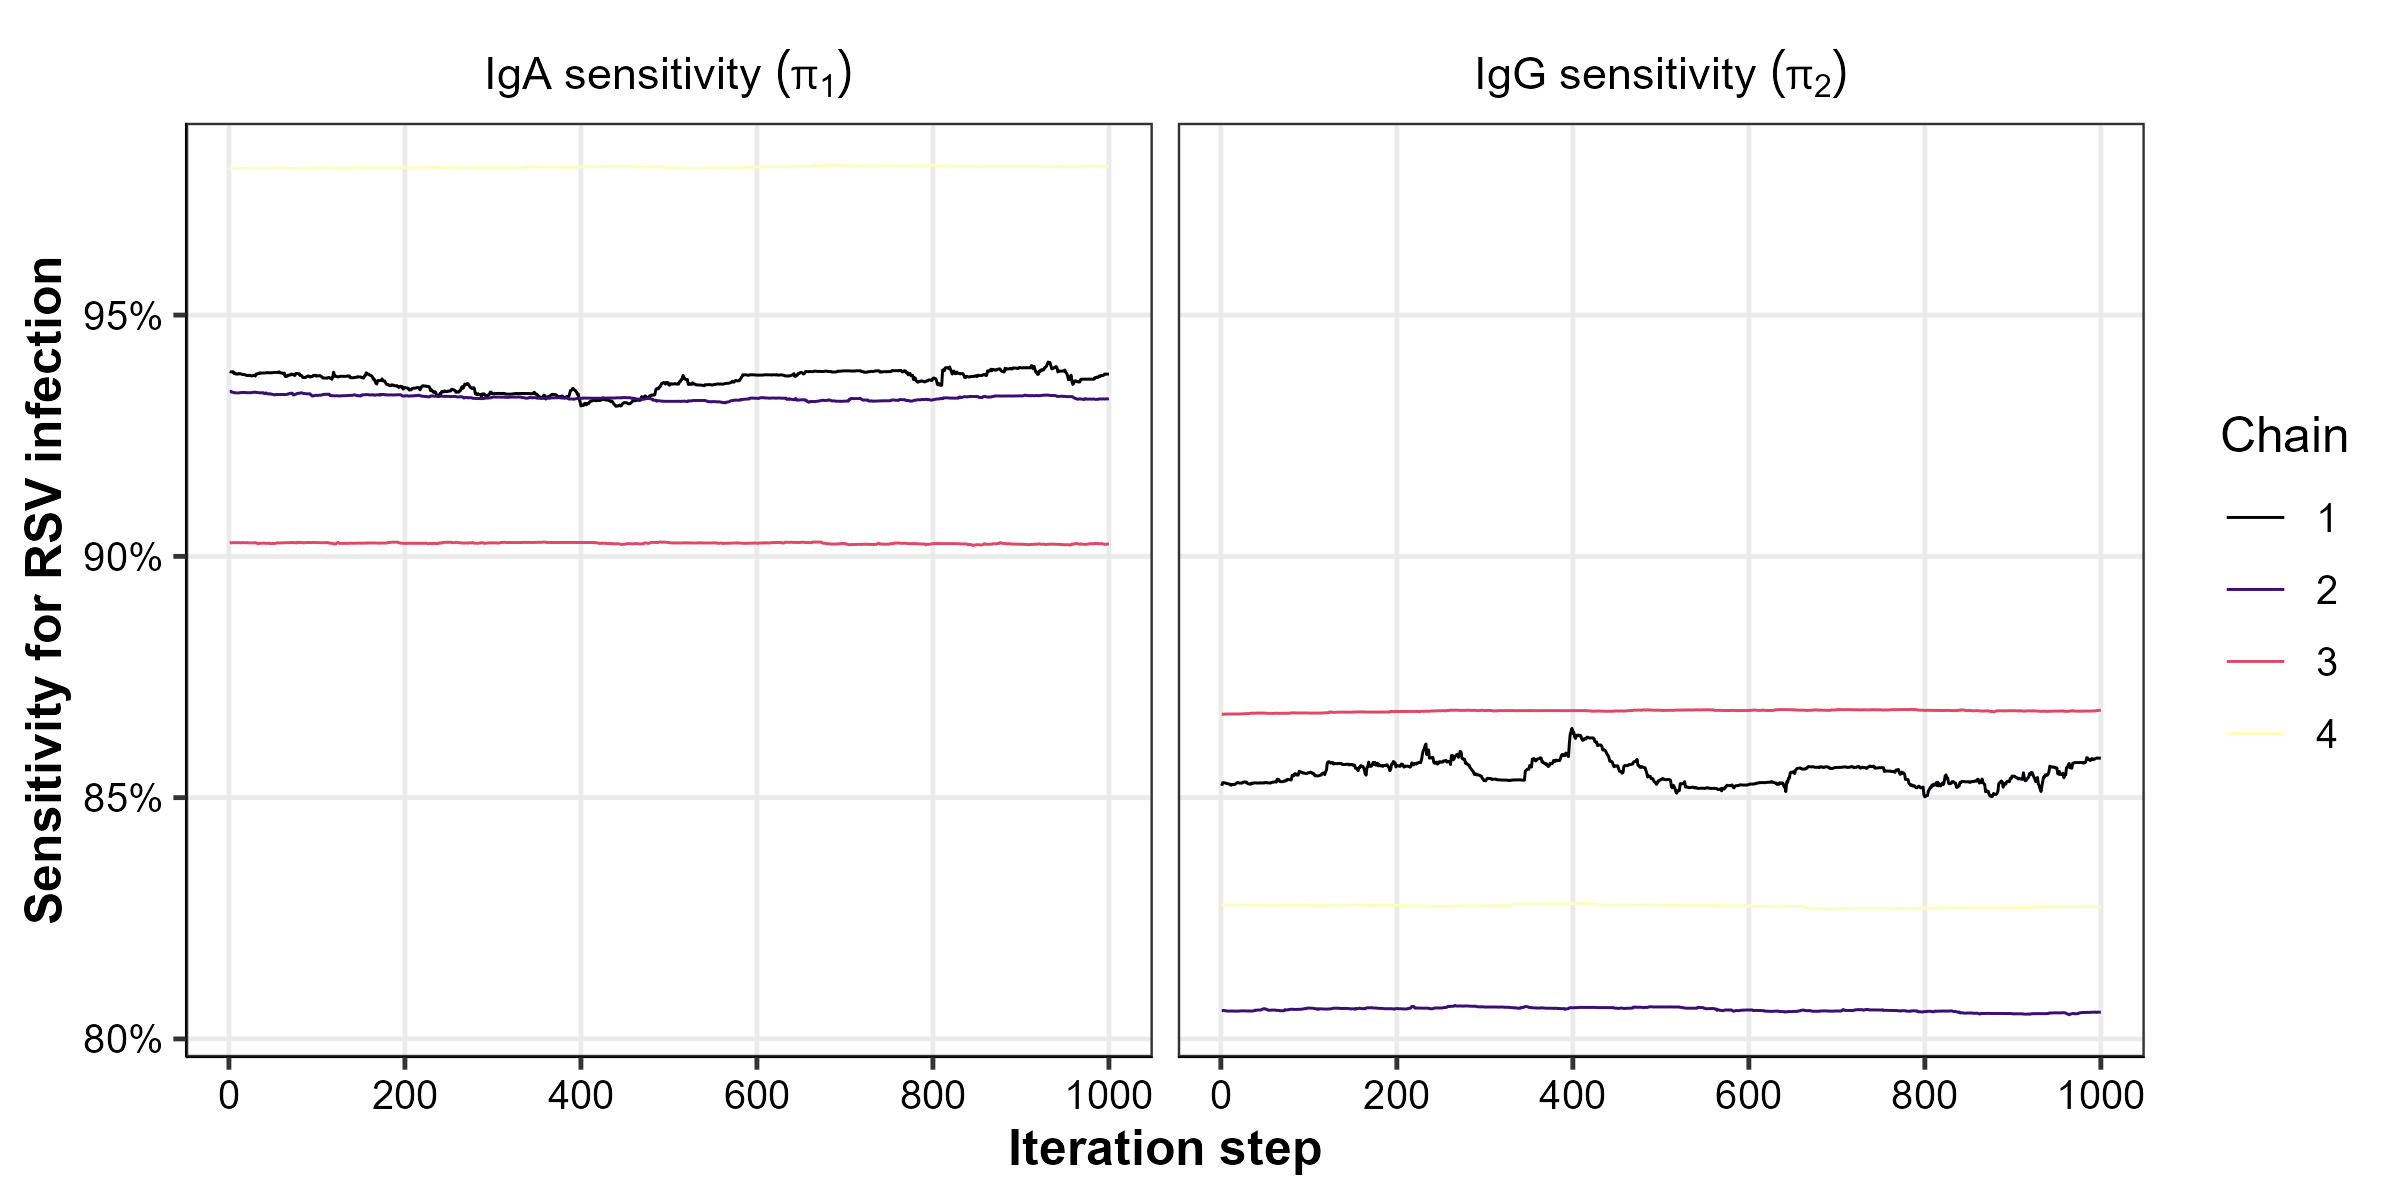 IgA sensitivity (π₁)
IgG sensitivity (π₂)
Sensitivity for RSV infection
95%
90%
85%
80%
0 200 400 600 800 1000
0 200 400 600 800 1000
Iteration step
Chain
1
2
3
4